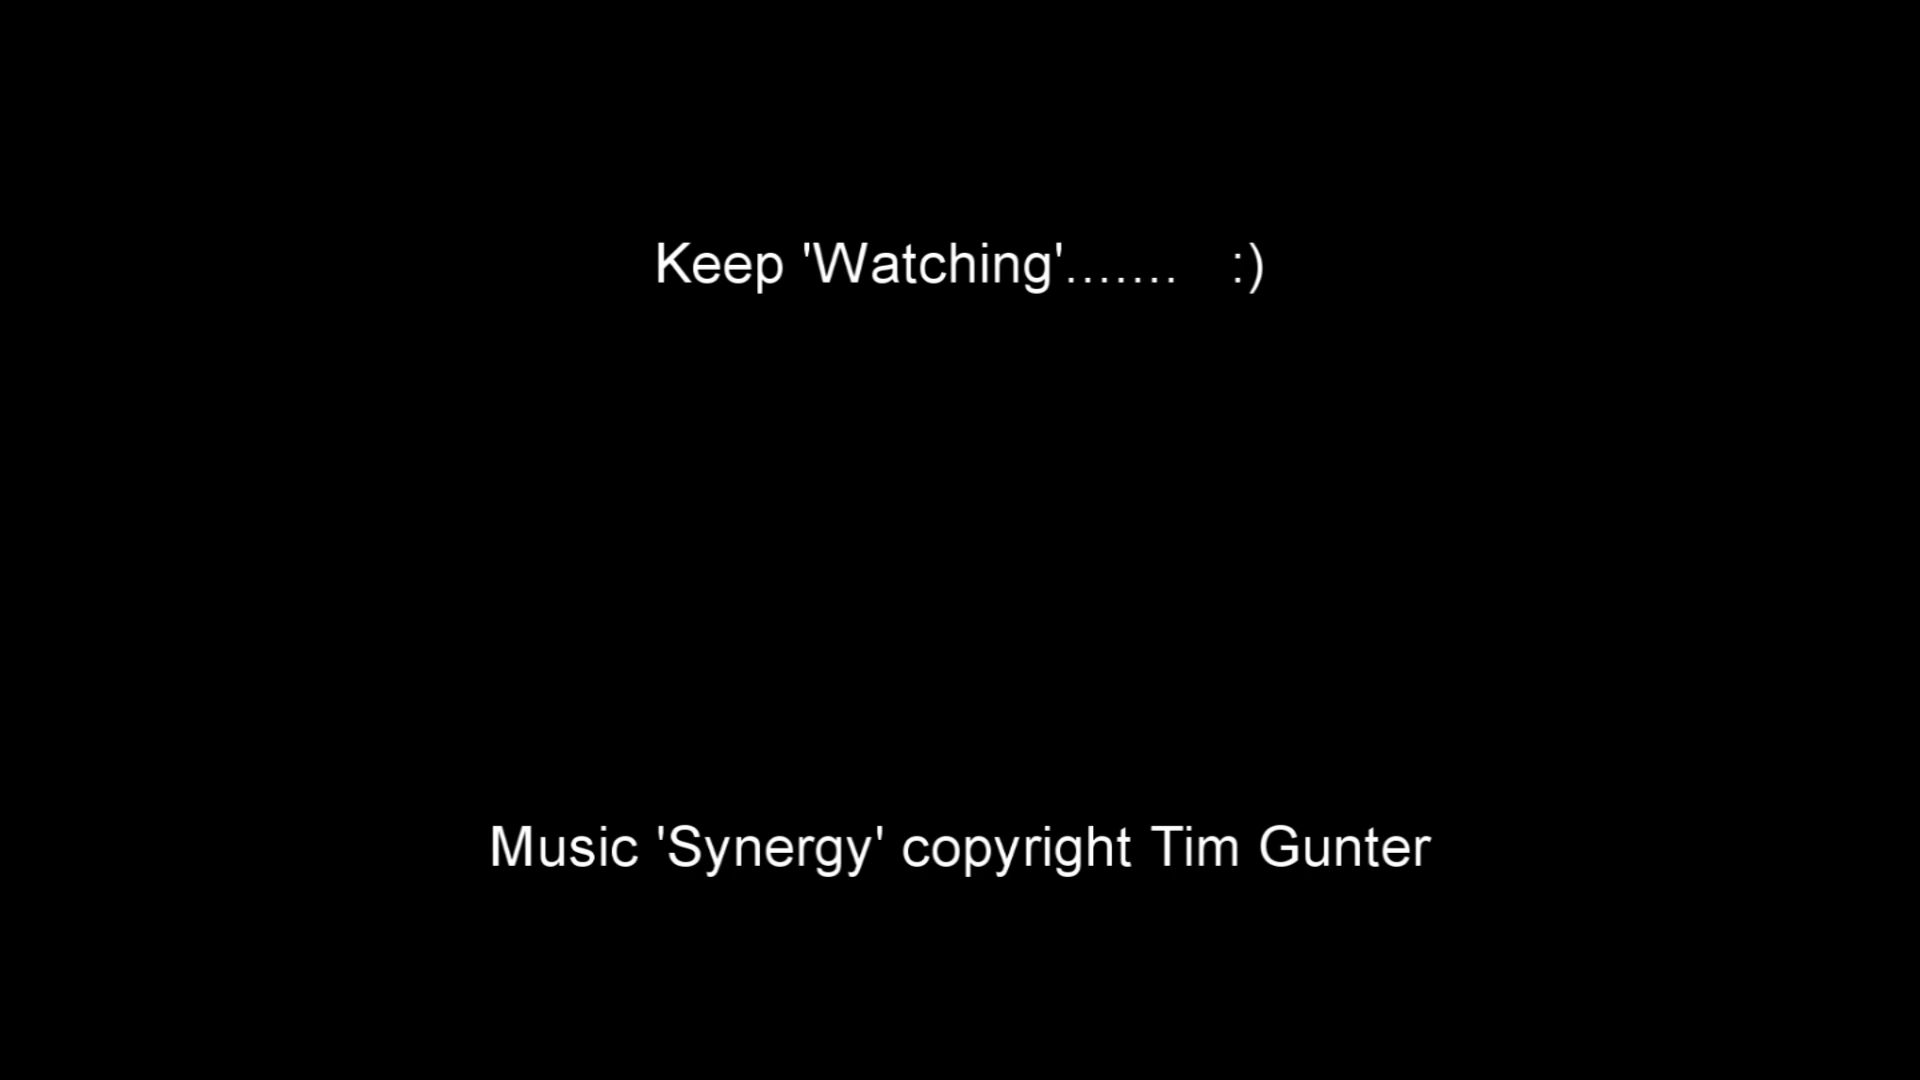 Keep 'Watching'....... :)
Music 'Synergy' copyright Tim Gunter